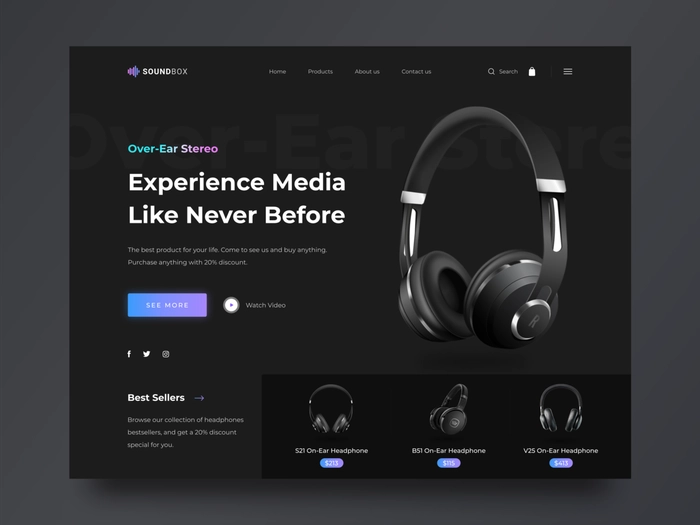 SOUNDBOX
Home Products About us Contact us Search
Over-Ear Stereo
Over-Ear Stereo
Experience Media
Like Never Before
The best product for your life. Come to see us and buy anything.
Purchase anything with 20% discount.
SEE MORE
Watch Video
Best Sellers
Browse our collection of headphones
bestsellers, and get a 20% discount
special for you.
S21 On-Ear Headphone
$213
B51 On-Ear Headphone
$115
V25 On-Ear Headphone
$413